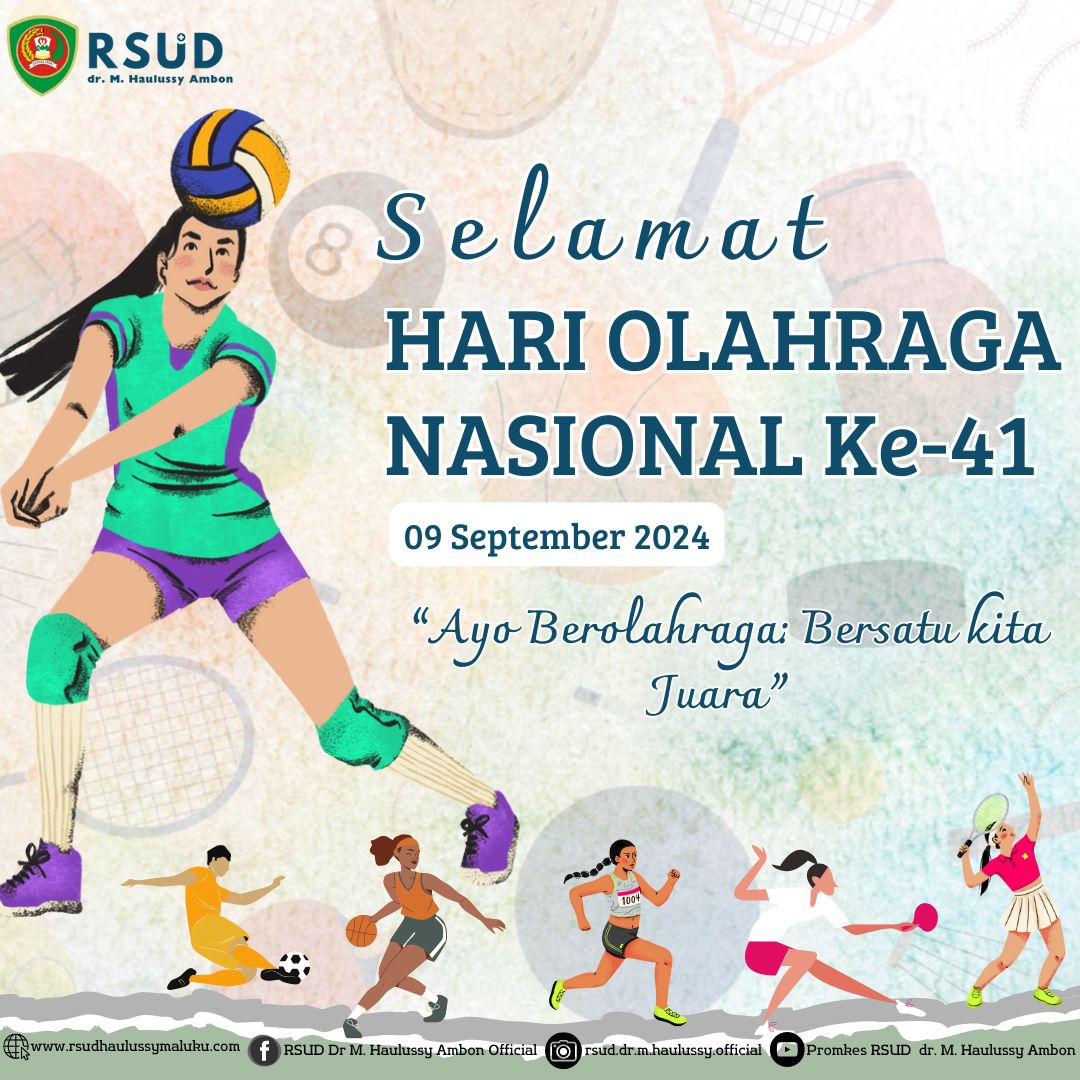 RSUD
dr. M. Haulussy Ambon
8
Selamat
HARI OLAHRAGA
NASIONAL Ke-41
09 September 2024
“Ayo Berolahraga: Bersatu kita
Juara”
1004
www.rsudhaulussymaluku.com RSUD Dr M. Haulussy Ambon Official rsud.dr.m.haulussy.official Promkes RSUD dr. M. Haulussy Ambon